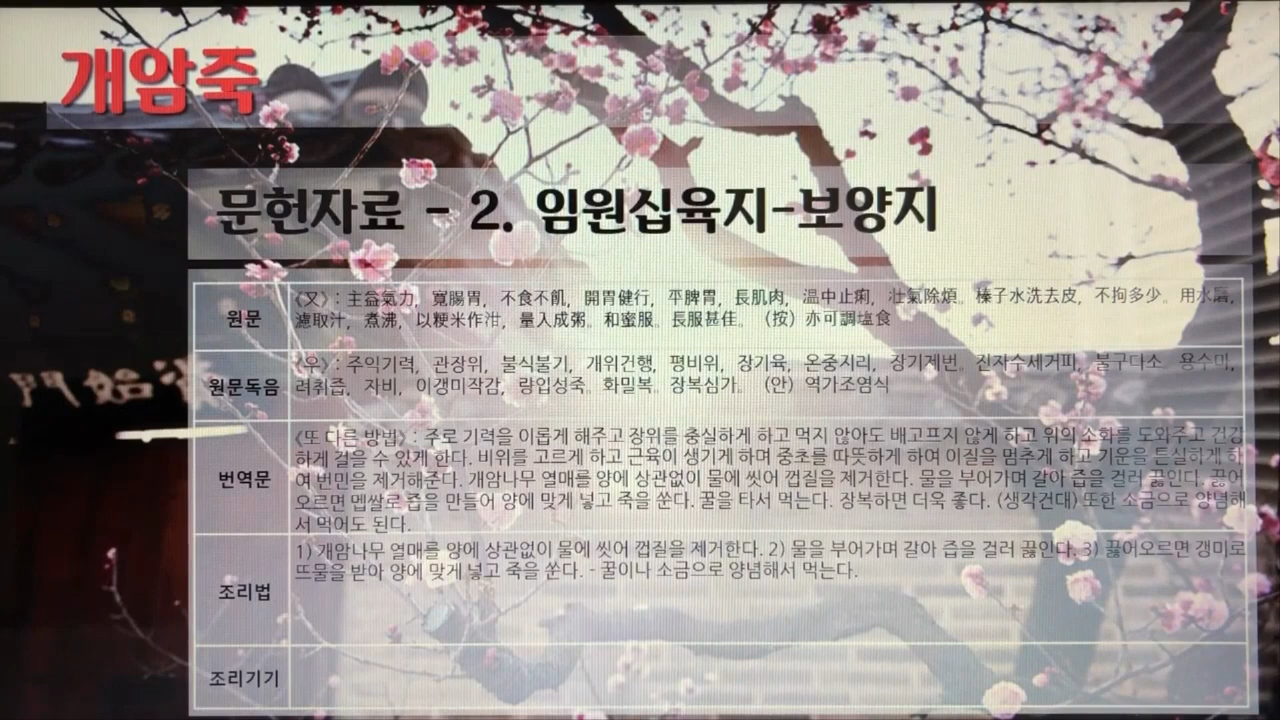 개암죽
문헌자료 - 2. 임원십육지-보양지
원문
《又》: 主益氣力, 寬腸胃, 不食不飢, 開胃健行, 平脾胃, 長肌肉, 温中止痢, 壮氣除煩。榛子水洗去皮, 不拘多少。用水磨,
濾取汁, 煮沸, 以粳米作泔, 量入成粥。和蜜服。長服甚佳。(按) 亦可調塩食
원문독음
《우》: 주익기력, 관장위, 불식불기, 개위건행, 평비위, 장기육, 온중지리, 장기제번。진자수세거피, 불구다소。용수마,
려취즙, 자비, 이갱미작감, 량입성죽。화밀복。장복심가。(안) 역가조염식
번역문
《또 다른 방법》: 주로 기력을 이롭게 해주고 장위를 충실하게 하고 먹지 않아도 배고프지 않게 하고 위의 소화를 도와주고 건강
하게 걸을 수 있게 한다. 비위를 고르게 하고 근육이 생기게 하며 중초를 따뜻하게 하여 이질을 멈추게 하고 기운을 튼실하게 하
여 번민을 제거해준다. 개암나무 열매를 양에 상관없이 물에 씻어 껍질을 제거한다. 물을 부어가며 갈아 즙을 걸러 끓인다. 끓어
오르면 멥쌀로 즙을 만들어 양에 맞게 넣고 죽을 쑨다. 꿀을 타서 먹는다. 장복하면 더욱 좋다. (생각건대) 또한 소금으로 양념해
서 먹어도 된다.
조리법
1) 개암나무 열매를 양에 상관없이 물에 씻어 껍질을 제거한다. 2) 물을 부어가며 갈아 즙을 걸러 끓인다. 3) 끓어오르면 갱미로
뜨물을 받아 양에 맞게 넣고 죽을 쑨다. - 꿀이나 소금으로 양념해서 먹는다.
조리기기